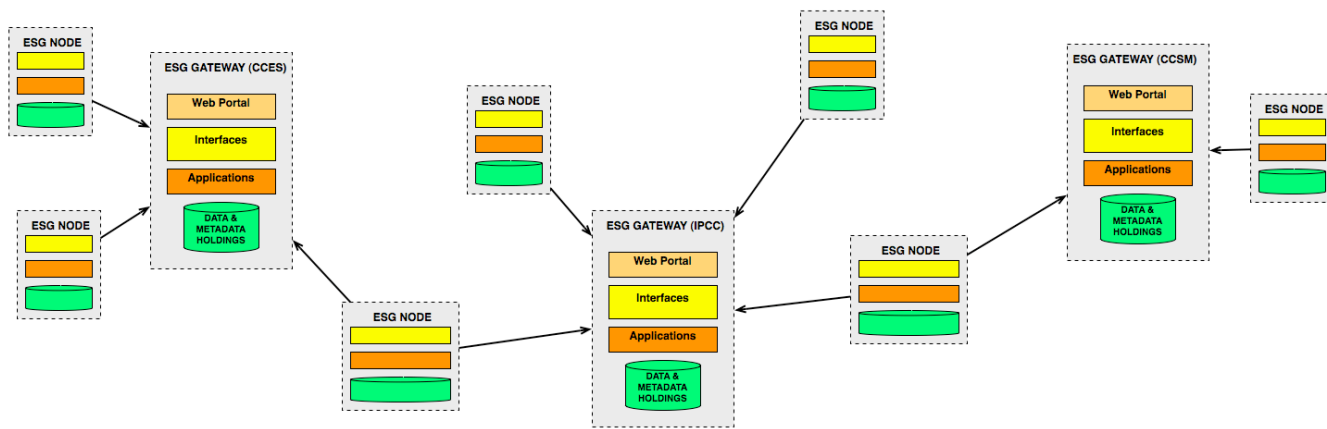 ESG NODE
ESG GATEWAY (CCES)
Web Portal
Interfaces
Applications
DATA &
METADATA
HOLDINGS
ESG NODE
ESG NODE
ESG NODE
ESG NODE
ESG GATEWAY (IPCC)
Web Portal
Interfaces
Applications
DATA &
METADATA
HOLDINGS
ESG NODE
ESG GATEWAY (CCSM)
Web Portal
Interfaces
Applications
DATA &
METADATA
HOLDINGS
ESG NODE